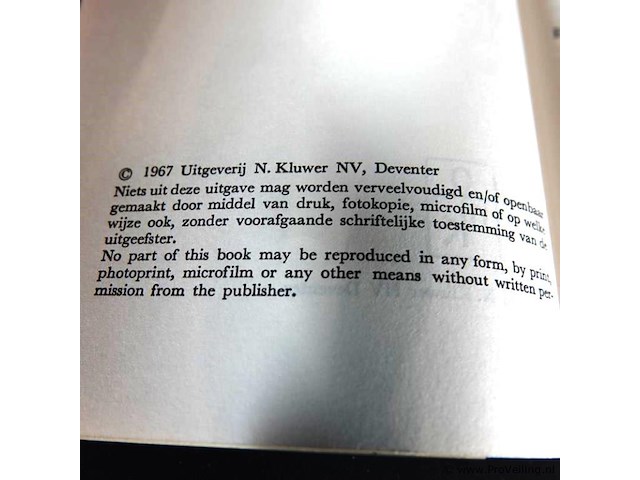 © 1967 Uitgeverij N. Kluwer NV, Deventer
Niets uit deze uitgave mag worden verveelvoudigd en/of openbaar
gemaakt door middel van druk, fotokopie, microfilm of op welke
wijze ook, zonder voorafgaande schriftelijke toestemming van de
uitgeefster.
No part of this book may be reproduced in any form, by print,
photoprint, microfilm or any other means without written per-
mission from the publisher.
© www.ProVeiling.nl